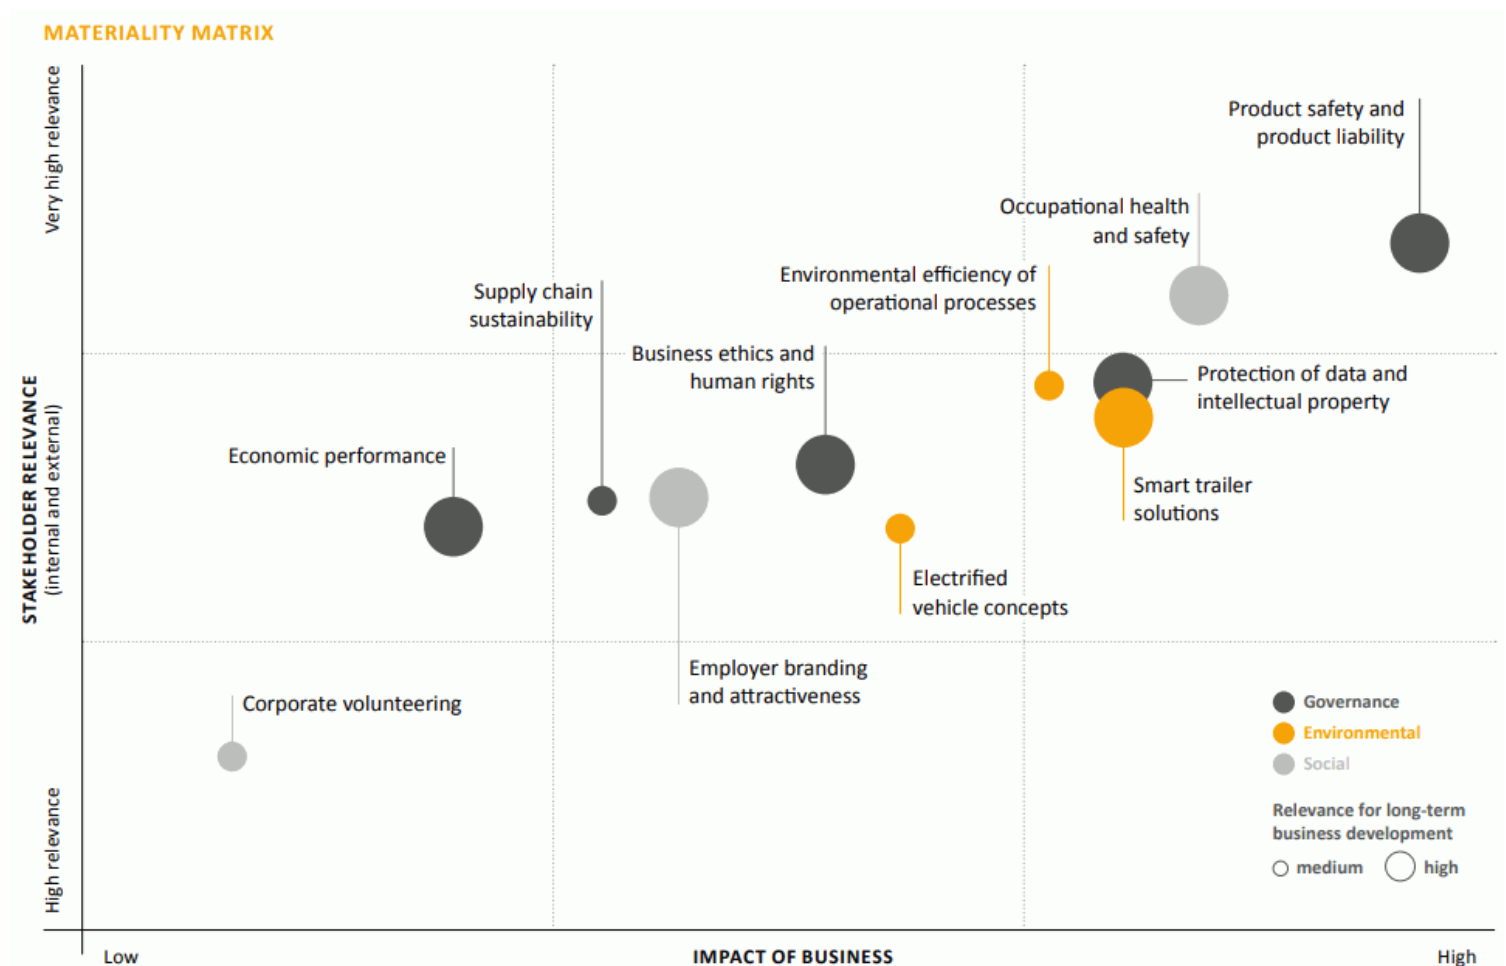 MATERIALITY MATRIX
Very high relevance
Product safety and
product liability
Occupational health
and safety
Environmental efficiency of
operational processes
Supply chain
sustainability
Business ethics and
human rights
Protection of data and
intellectual property
STAKEHOLDER RELEVANCE
(internal and external)
Economic performance
Smart trailer
solutions
Electrified
vehicle concepts
Employer branding
and attractiveness
Corporate volunteering
Governance
Environmental
Social
Relevance for long-term
business development
medium
high
High relevance
Low
IMPACT OF BUSINESS
High